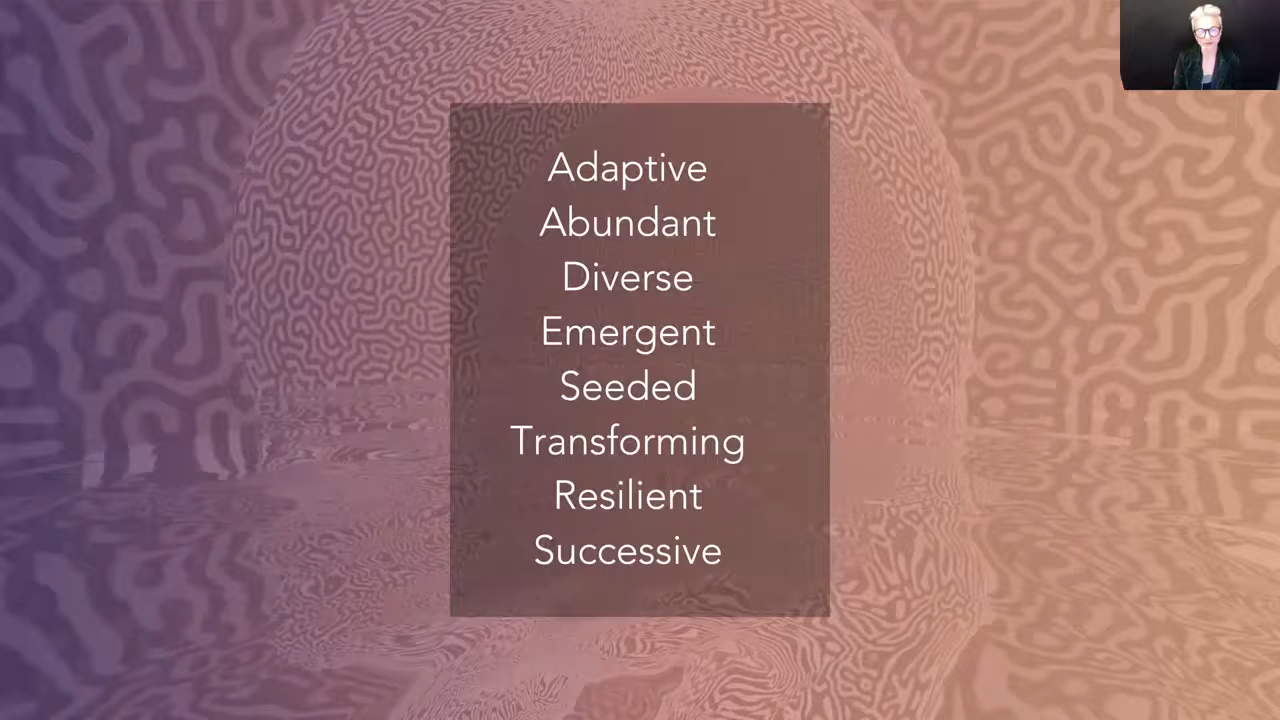 Adaptive
Abundant
Diverse
Emergent
Seeded
Transforming
Resilient
Successive